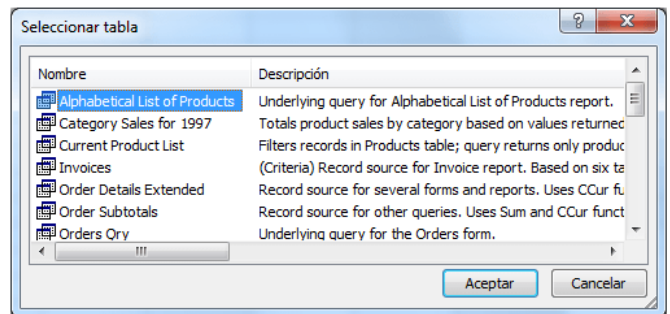 Seleccionar tabla
Nombre Descripción
Alphabetical List of Products Underlying query for Alphabetical List of Products report.
Category Sales for 1997 Totals product sales by category based on values returned
Current Product List Filters records in Products table; query returns only produc
Invoices (Criteria) Record source for Invoice report. Based on six ta
Order Details Extended Record source for several forms and reports. Uses CCur fu
Order Subtotals Record source for other queries. Uses Sum and CCur funct
Orders Qry Underlying query for the Orders form.
Aceptar Cancelar